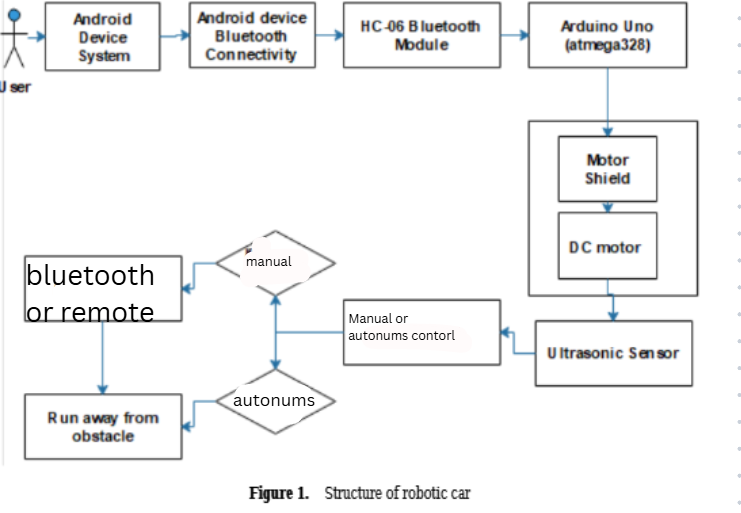 Android
Device
System
Android device
Bluetooth
Connectivity
HC-06 Bluetooth
Module
Arduino Uno
(atmega328)
User
Motor
Shield
DC motor
manual
bluetooth
or remote
Manual or
autonums contorl
Ultrasonic Sensor
autonums
Run away from
obstacle
Figure 1. Structure of robotic car